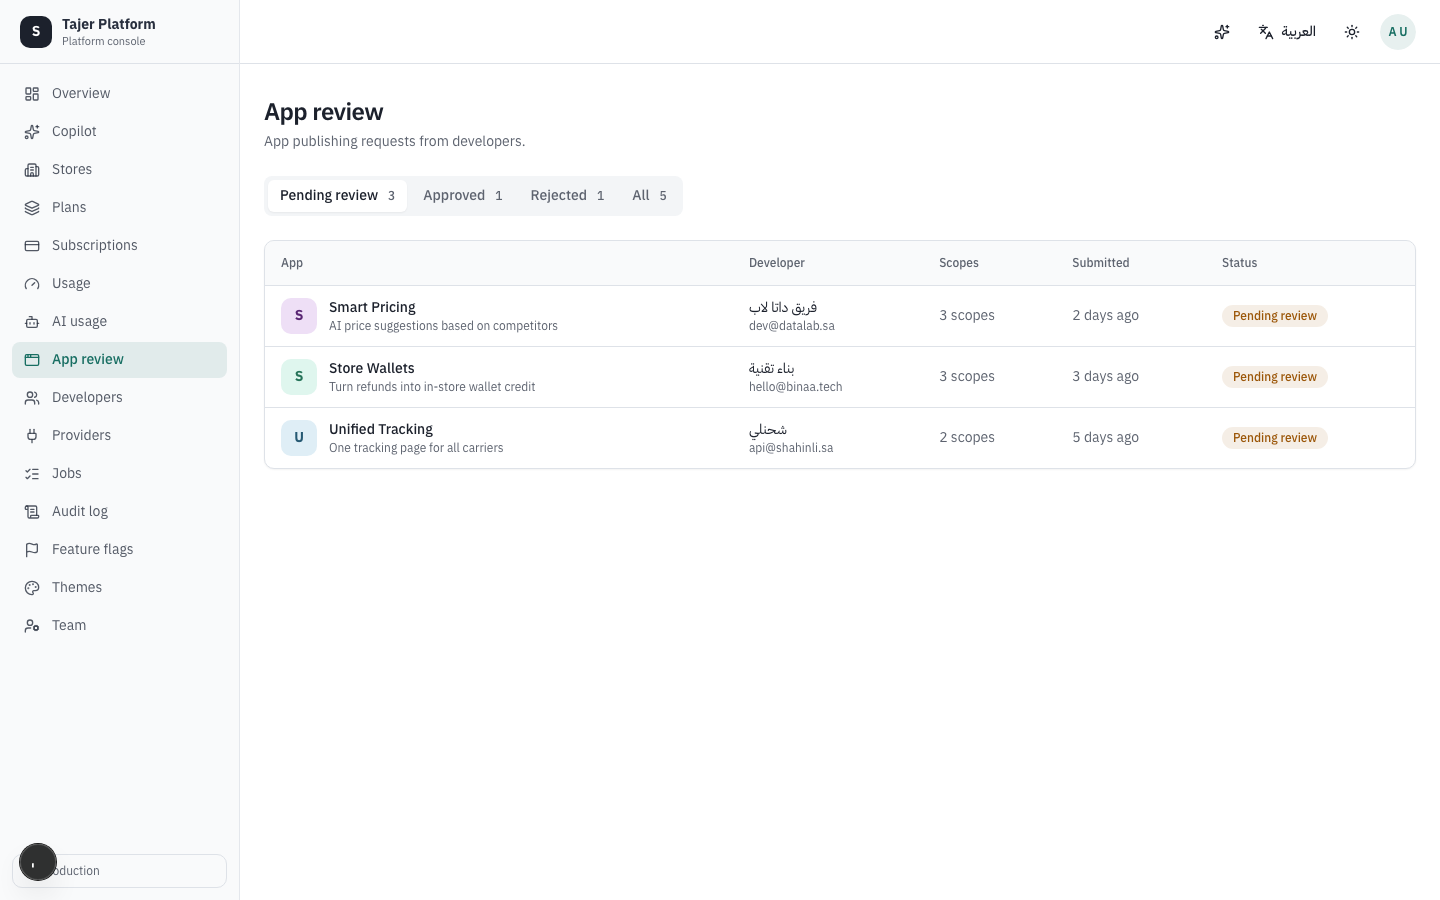 S
Tajer Platform
Platform console
العربية
A U
Overview
Copilot
Stores
Plans
Subscriptions
Usage
AI usage
App review
Developers
Providers
Jobs
Audit log
Feature flags
Themes
Team
App review
App publishing requests from developers.
Pending review 3 Approved 1 Rejected 1 All 5
App Developer Scopes Submitted Status
S Smart Pricing فريق داتا لاب 3 scopes 2 days ago Pending review
AI price suggestions based on competitors dev@datalab.sa
S Store Wallets بناء تقنية 3 scopes 3 days ago Pending review
Turn refunds into in-store wallet credit hello@binaa.tech
U Unified Tracking شحنلي 2 scopes 5 days ago Pending review
One tracking page for all carriers api@shahinli.sa